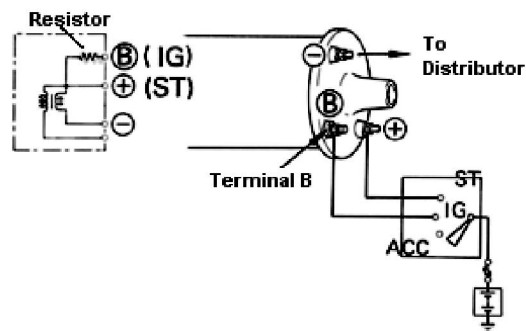 Resistor
Ⓑ (IG)
⊕ (ST)
⊖
⊖
To
Distributor
Ⓑ
⊕
Terminal B
ST
IG
ACC